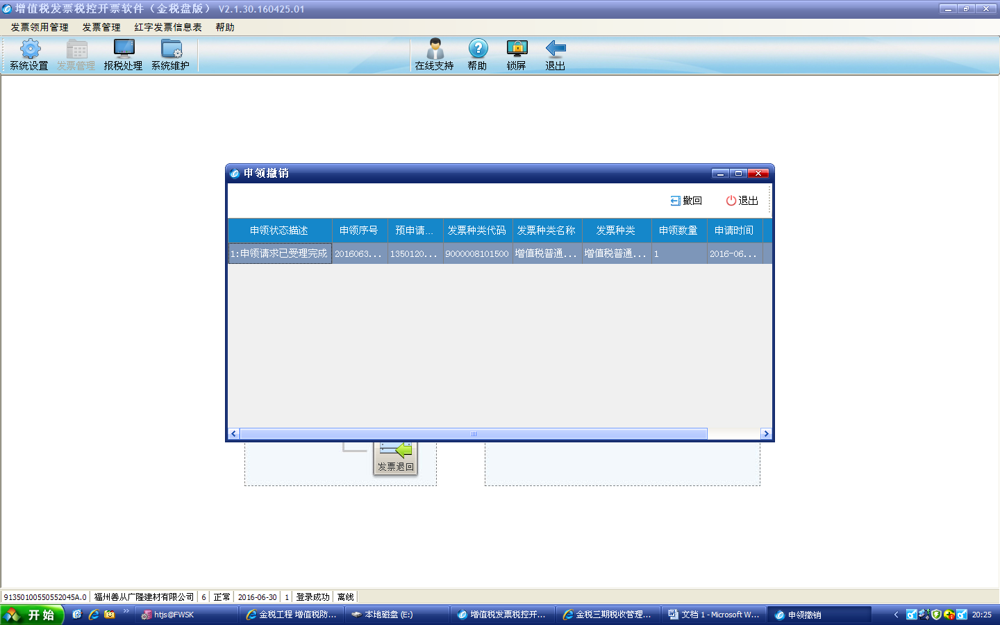 增值税发票税控开票软件（金税盘版） V2.1.30.160425.01
发票领用管理 发票管理 红字发票信息表 帮助
系统设置 发票管理 报税处理 系统维护 在线支持 帮助 锁屏 退出
申领撤销
撤回 退出
申领状态描述 申领序号 预申请... 发票种类代码 发票种类名称 发票种类 申领数量 申请时间
1:申领请求已受理完成 2016063... 1350120... 9000008101500 增值税普通... 增值税普通... 1 2016-06...
发票退回
91350100550552045A.0 福州善从广隆建材有限公司 6 正常 2016-06-30 1 登录成功 离线
开始 htjs@FWSK 金税工程 增值税防... 本地磁盘 (E:) 增值税发票税控开... 金税三期税收管理... 文档 1 - Microsoft W... 申领撤销 20:25